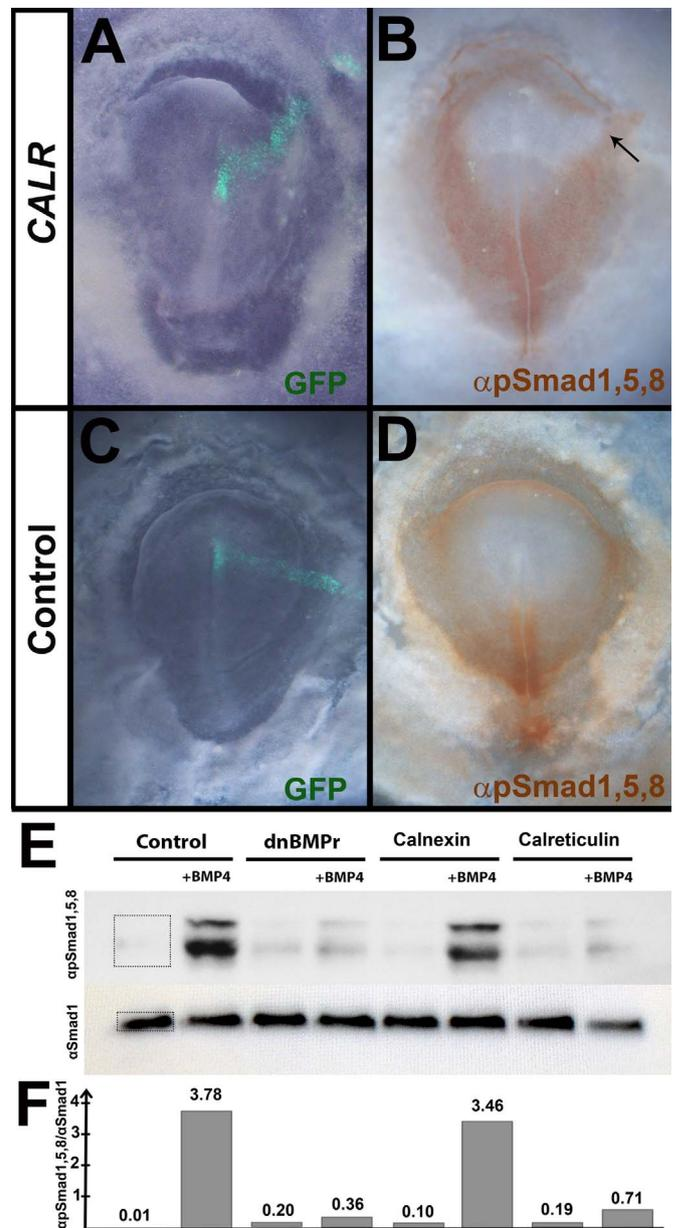 A
B
CALR
GFP
αpSmad1,5,8
C
D
Control
GFP
αpSmad1,5,8
E
Control dnBMPr Calnexin Calreticulin
+BMP4 +BMP4 +BMP4 +BMP4
αpSmad1,5,8
αSmad1
F
αpSmad1,5,8/αSmad1
4
3
2
1
0.01 3.78 0.20 0.36 0.10 3.46 0.19 0.71